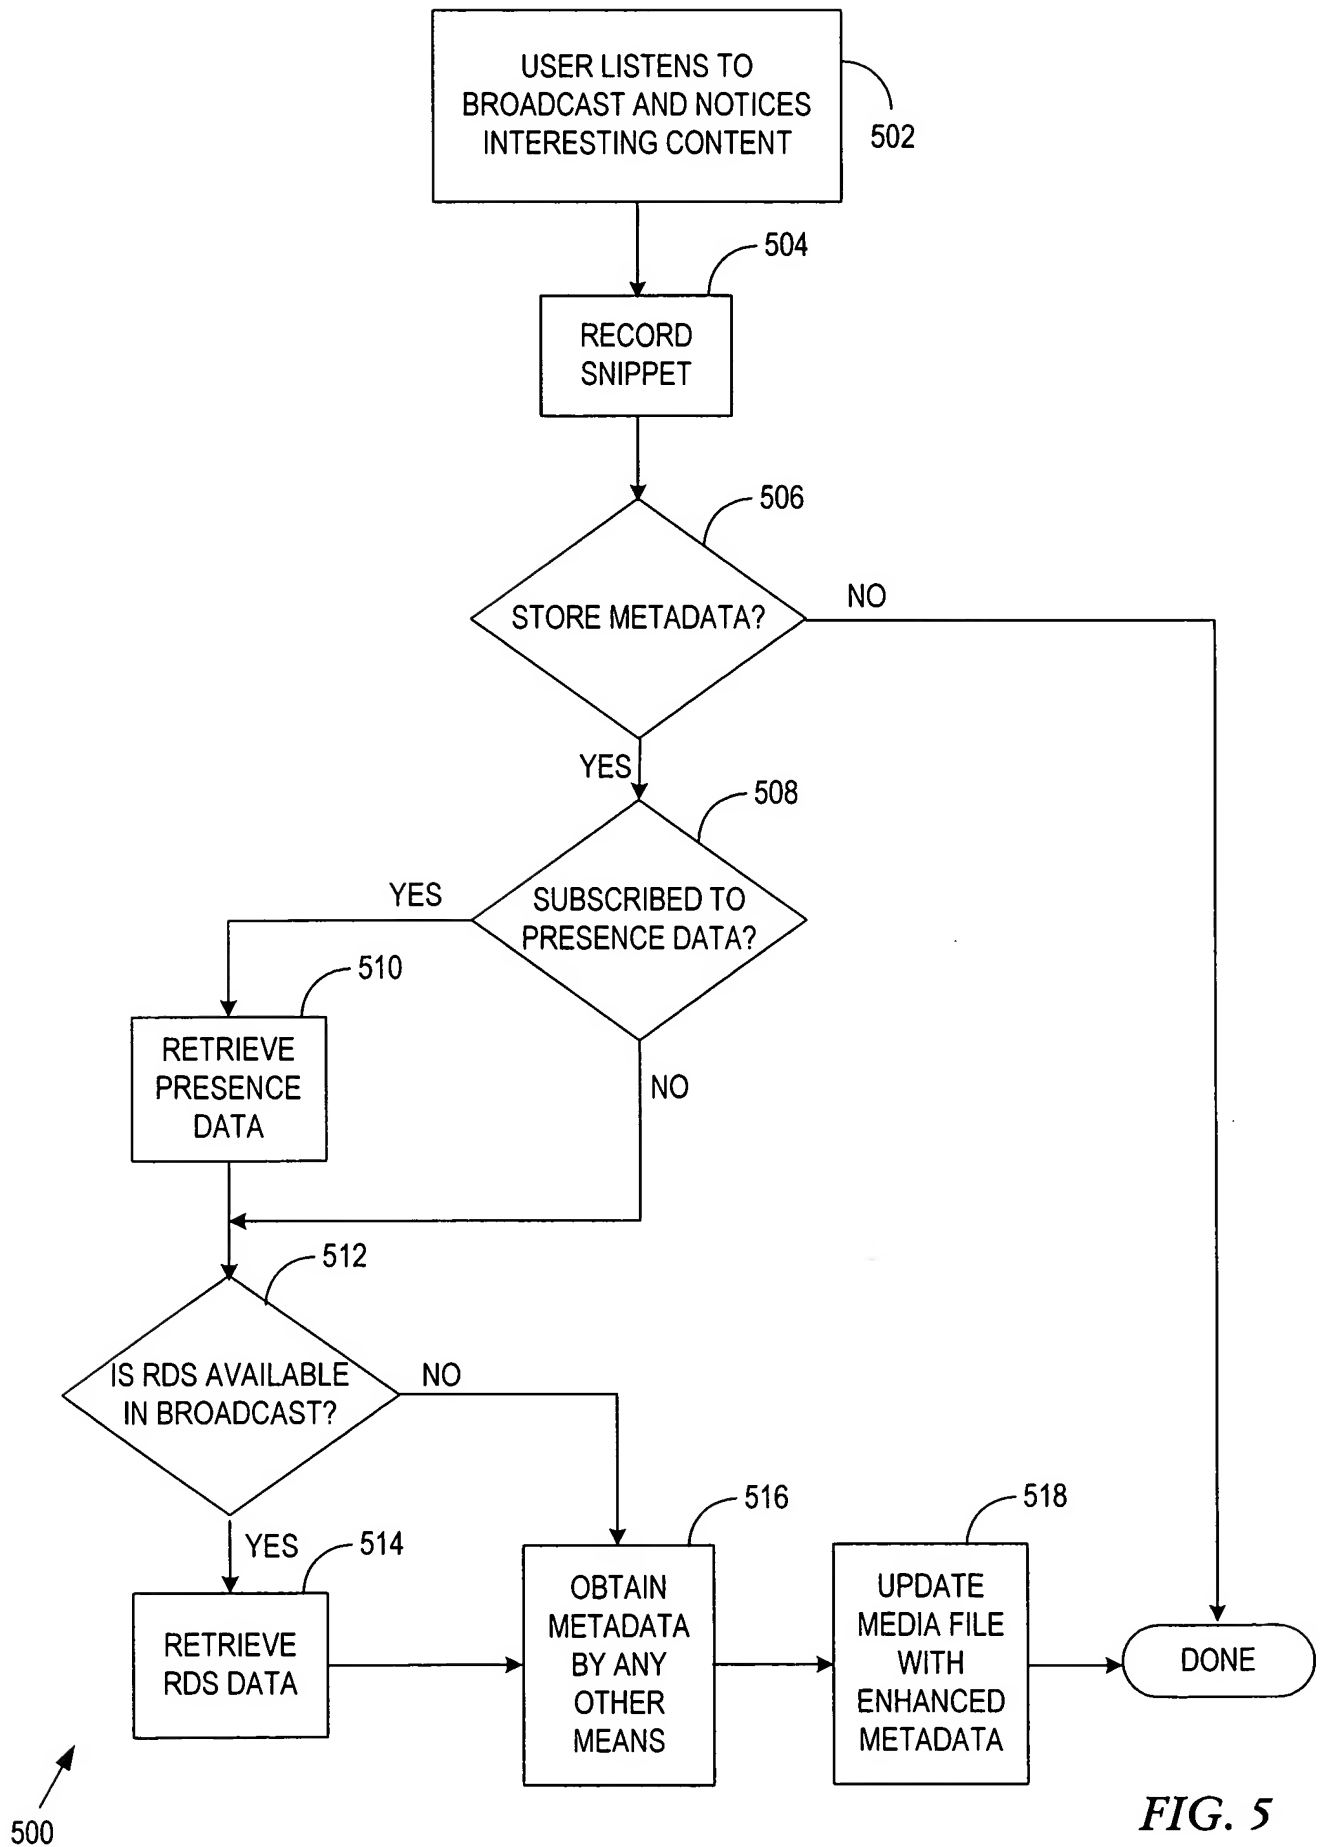 USER LISTENS TO
BROADCAST AND NOTICES
INTERESTING CONTENT
502
504
RECORD
SNIPPET
506
STORE METADATA?
NO
YES
508
SUBSCRIBED TO
PRESENCE DATA?
YES
510
RETRIEVE
PRESENCE
DATA
NO
512
IS RDS AVAILABLE
IN BROADCAST?
NO
YES
514
RETRIEVE
RDS DATA
516
OBTAIN
METADATA
BY ANY
OTHER
MEANS
518
UPDATE
MEDIA FILE
WITH
ENHANCED
METADATA
DONE
500
FIG. 5